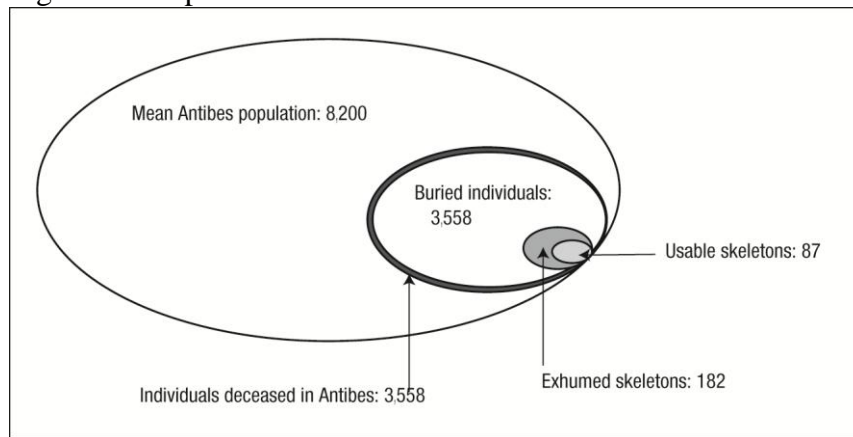 Mean Antibes population: 8,200
Buried individuals:
3,558
Usable skeletons: 87
Exhumed skeletons: 182
Individuals deceased in Antibes: 3,558